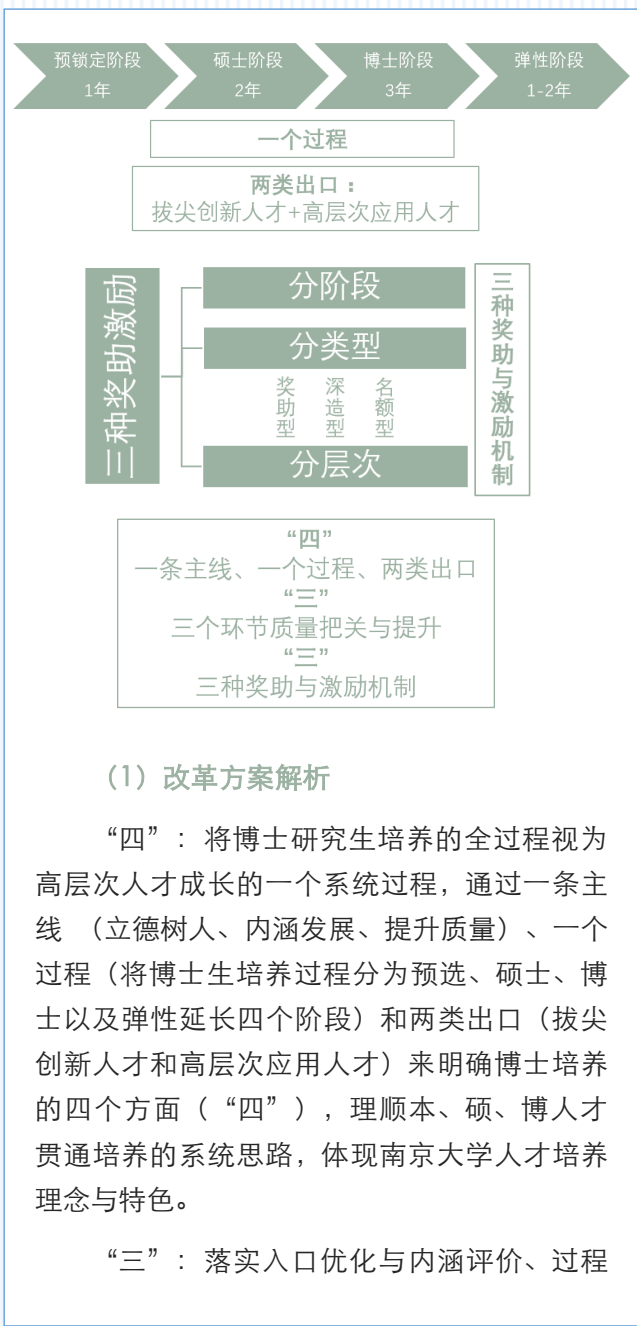 预锁定阶段
1年
硕士阶段
2年
博士阶段
3年
弹性阶段
1-2年
一个过程
两类出口：
拔尖创新人才+高层次应用人才
三种奖助激励
分阶段
分类型
奖助型
深造型
名额型
分层次
三种奖助与激励机制
“四”
一条主线、一个过程、两类出口
“三”
三个环节质量把关与提升
“三”
三种奖助与激励机制
（1）改革方案解析
“四”：将博士研究生培养的全过程视为
高层次人才成长的一个系统过程，通过一条主
线 （立德树人、内涵发展、提升质量）、一个
过程（将博士生培养过程分为预选、硕士、博
士以及弹性延长四个阶段）和两类出口（拔尖
创新人才和高层次应用人才）来明确博士培养
的四个方面（ “四”），理顺本、硕、博人才
贯通培养的系统思路，体现南京大学人才培养
理念与特色。
“三”：落实入口优化与内涵评价、过程